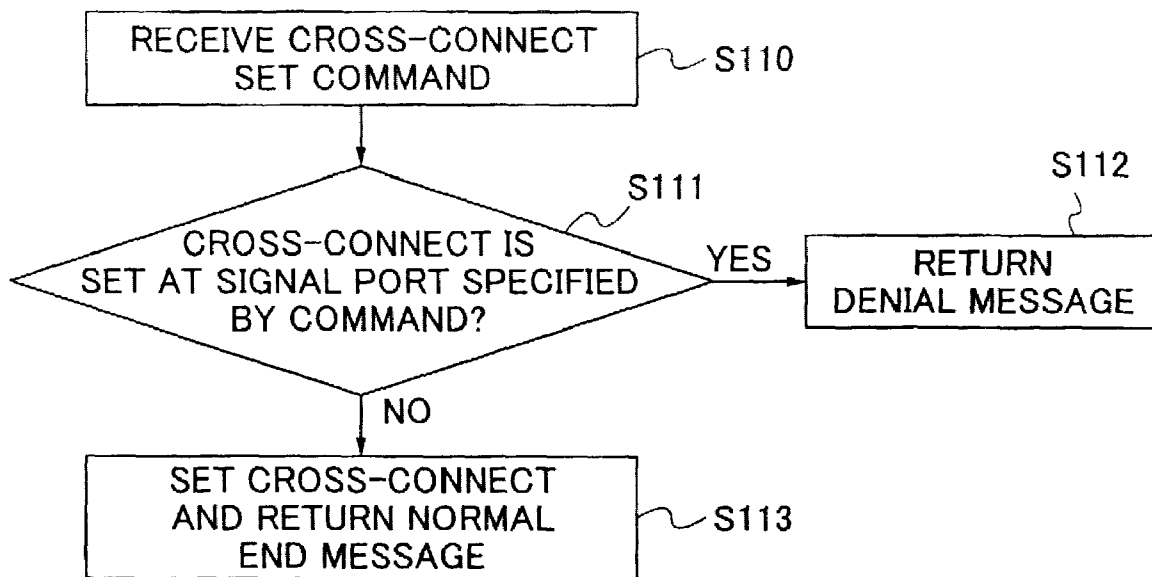 RECEIVE CROSS-CONNECT
SET COMMAND
S110
S111
CROSS-CONNECT IS
SET AT SIGNAL PORT SPECIFIED
BY COMMAND?
YES
S112
RETURN
DENIAL MESSAGE
NO
SET CROSS-CONNECT
AND RETURN NORMAL
END MESSAGE
S113